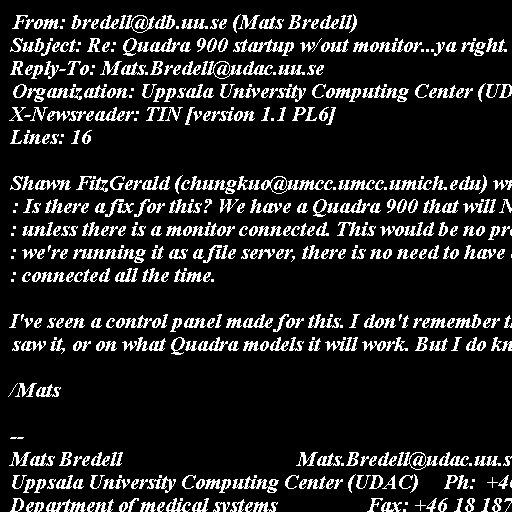 From: bredell@tdb.uu.se (Mats Bredell)
Subject: Re: Quadra 900 startup w/out monitor...ya right.
Reply-To: Mats.Bredell@udac.uu.se
Organization: Uppsala University Computing Center (UD
X-Newsreader: TIN [version 1.1 PL6]
Lines: 16

Shawn FitzGerald (chungkuo@umcc.umcc.umich.edu) wr
: Is there a fix for this? We have a Quadra 900 that will N
: unless there is a monitor connected. This would be no pr
: we're running it as a file server, there is no need to have
: connected all the time.

I've seen a control panel made for this. I don't remember
saw it, or on what Quadra models it will work. But I do kn

/Mats

--
Mats Bredell Mats.Bredell@udac.uu.s
Uppsala University Computing Center (UDAC) Ph: +46
Department of medical systems Fax: +46 18 187